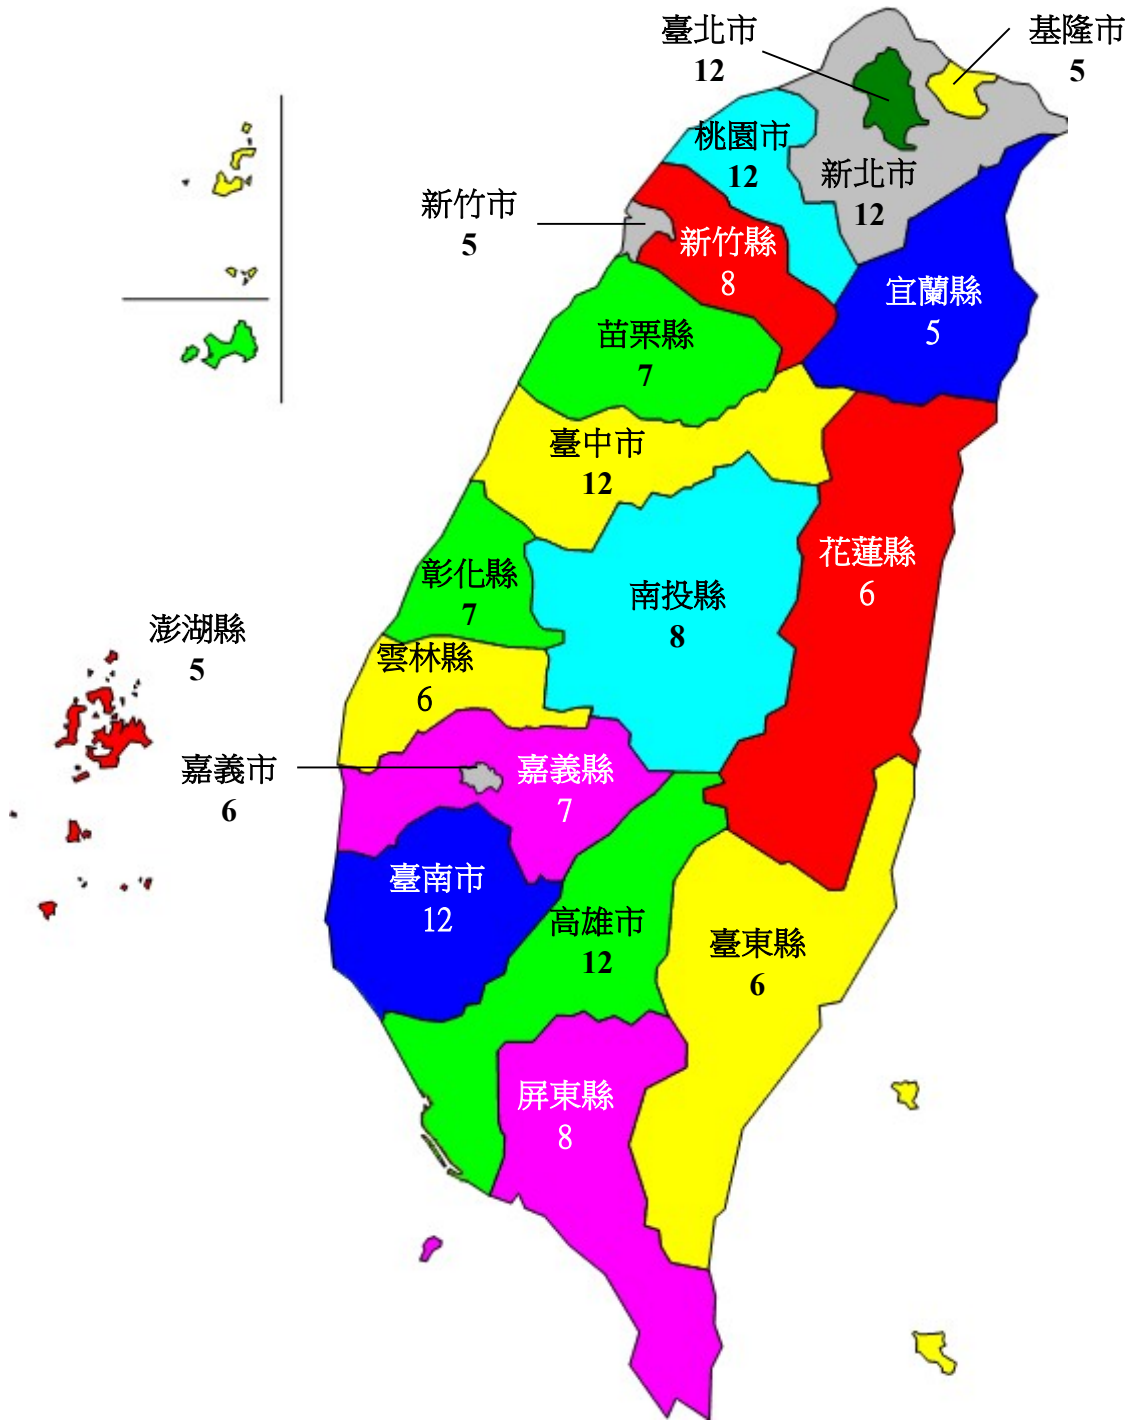 臺北市
12
基隆市
5
桃園市
12
新北市
12
新竹市
5
新竹縣
8
宜蘭縣
5
苗栗縣
7
臺中市
12
花蓮縣
6
彰化縣
7
南投縣
8
澎湖縣
5
雲林縣
6
嘉義市
6
嘉義縣
7
臺南市
12
高雄市
12
臺東縣
6
屏東縣
8